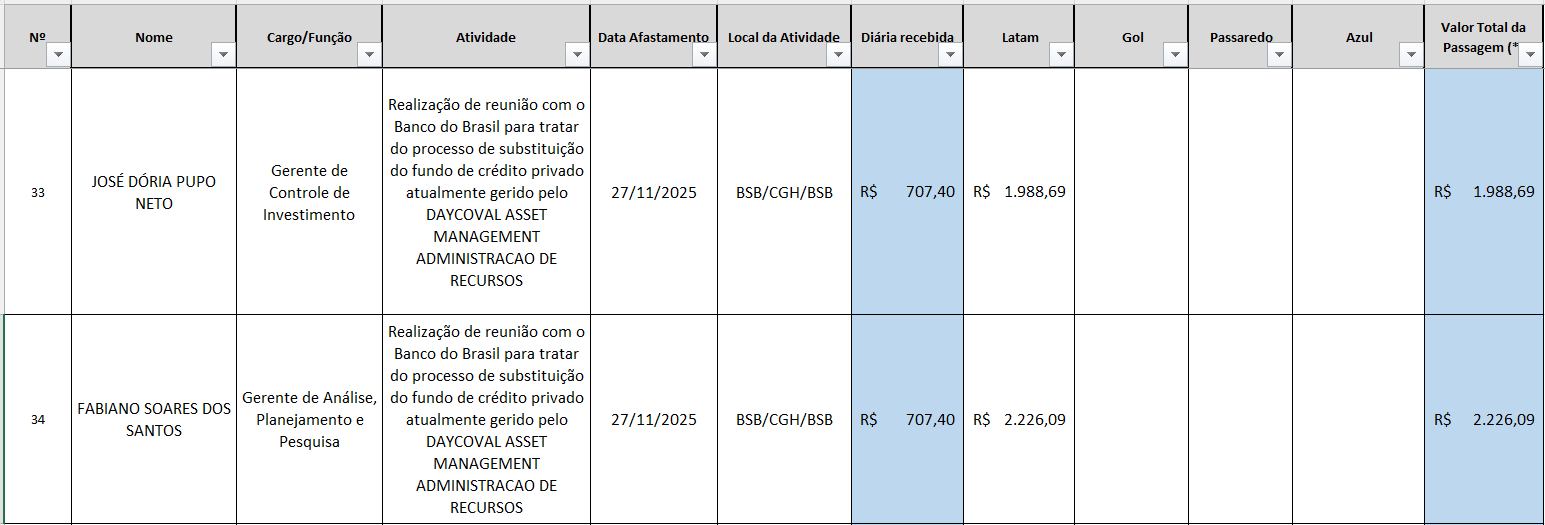 Nº
Nome
Cargo/Função
Atividade
Data Afastamento
Local da Atividade
Diária recebida
Latam
Gol
Passaredo
Azul
Valor Total da
Passagem (*
33
JOSÉ DÓRIA PUPO
NETO
Gerente de
Controle de
Investimento
Realização de reunião com o
Banco do Brasil para tratar
do processo de substituição
do fundo de crédito privado
atualmente gerido pelo
DAYCOVAL ASSET
MANAGEMENT
ADMINISTRACAO DE
RECURSOS
27/11/2025
BSB/CGH/BSB
R$ 707,40
R$ 1.988,69
R$ 1.988,69
34
FABIANO SOARES DOS
SANTOS
Gerente de Análise,
Planejamento e
Pesquisa
Realização de reunião com o
Banco do Brasil para tratar
do processo de substituição
do fundo de crédito privado
atualmente gerido pelo
DAYCOVAL ASSET
MANAGEMENT
ADMINISTRACAO DE
RECURSOS
27/11/2025
BSB/CGH/BSB
R$ 707,40
R$ 2.226,09
R$ 2.226,09